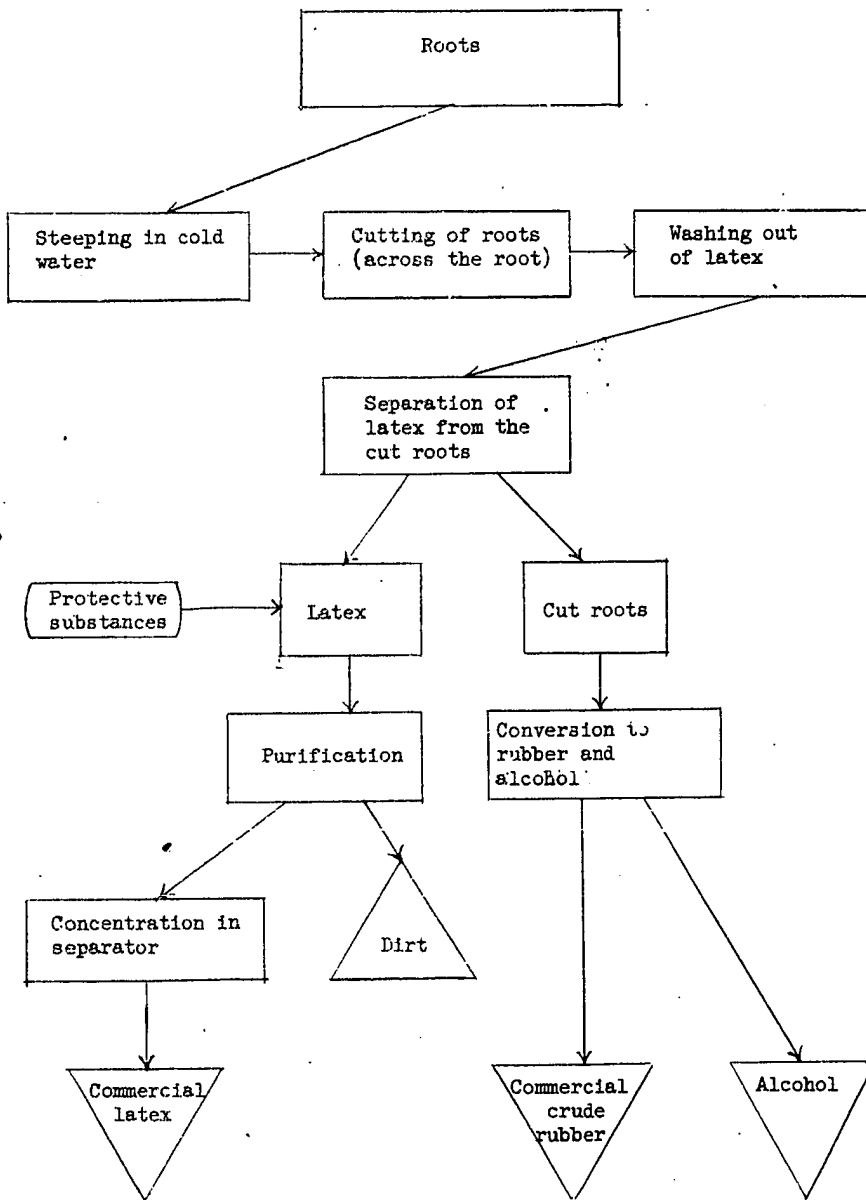 Roots
Steeping in cold
water
Cutting of roots
(across the root)
Washing out
of latex
Separation of
latex from the
cut roots
Protective
substances
Latex
Cut roots
Purification
Conversion to
rubber and
alcohol
Concentration in
separator
Dirt
Commercial
latex
Commercial
crude
rubber
Alcohol